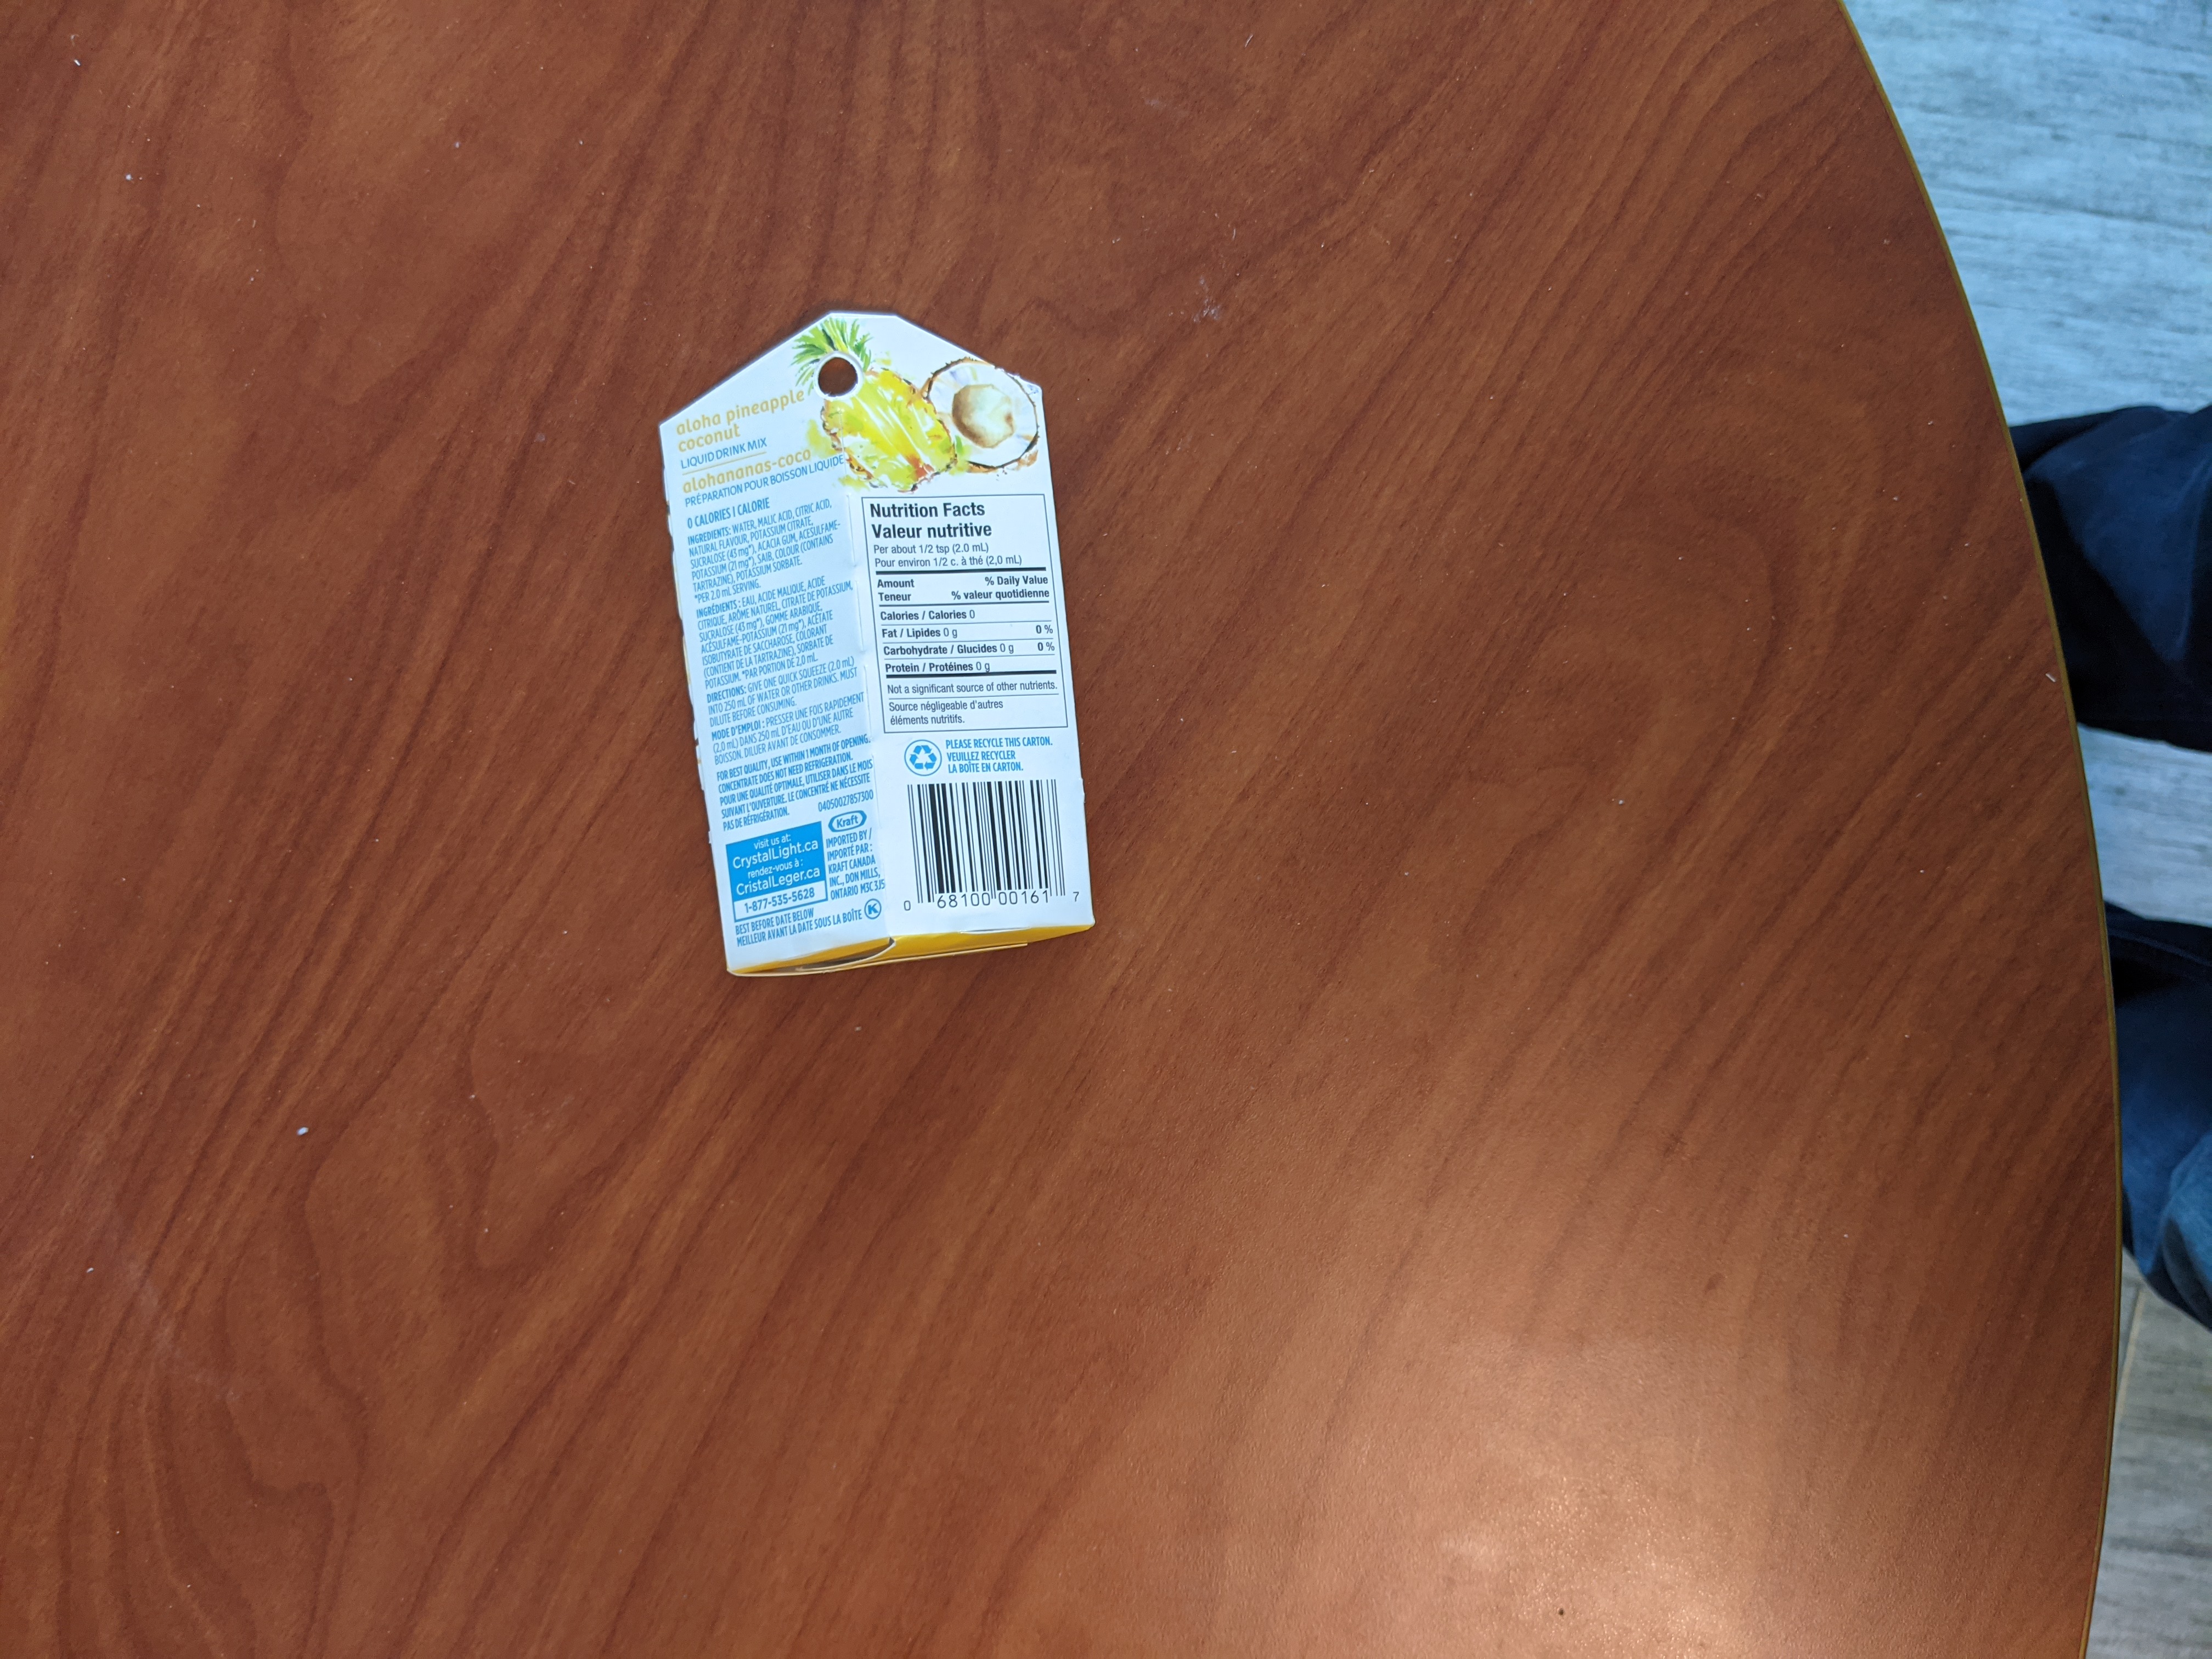 aloha pineapple
coconut
LIQUID DRINK MIX
alohananas-coco
PRÉPARATION POUR BOISSON LIQUIDE
0 CALORIES | CALORIE
INGREDIENTS: WATER, MALIC ACID, CITRIC ACID,
NATURAL FLAVOUR, POTASSIUM CITRATE,
SUCRALOSE (43 mg*), ACACIA GUM, ACESULFAME-
POTASSIUM (21 mg*), SAIB, COLOUR (CONTAINS
TARTRAZINE), POTASSIUM SORBATE.
*PER 2.0 mL SERVING.
INGRÉDIENTS : EAU, ACIDE MALIQUE, ACIDE
CITRIQUE, ARÔME NATUREL, CITRATE DE POTASSIUM,
SUCRALOSE (43 mg*), GOMME ARABIQUE,
ACÉSULFAME-POTASSIUM (21 mg*), ACÉTATE
ISOBUTYRATE DE SACCHAROSE, COLORANT
(CONTIENT DE LA TARTRAZINE), SORBATE DE
POTASSIUM. *PAR PORTION DE 2,0 mL.
DIRECTIONS: GIVE ONE QUICK SQUEEZE (2.0 mL)
INTO 250 mL OF WATER OR OTHER DRINKS. MUST
DILUTE BEFORE CONSUMING.
MODE D'EMPLOI : PRESSER UNE FOIS RAPIDEMENT
(2,0 mL) DANS 250 mL D'EAU OU D'UNE AUTRE
BOISSON. DILUER AVANT DE CONSOMMER.
FOR BEST QUALITY, USE WITHIN 1 MONTH OF OPENING.
CONCENTRATE DOES NOT NEED REFRIGERATION.
POUR UNE QUALITÉ OPTIMALE, UTILISER DANS LE MOIS
SUIVANT L'OUVERTURE. LE CONCENTRÉ NE NÉCESSITE
PAS DE RÉFRIGÉRATION.
04050027857300
visit us at:
CrystalLight.ca
rendez-vous à :
CristalLeger.ca
1-877-535-5628
Kraft
IMPORTED BY /
IMPORTÉ PAR :
KRAFT CANADA
INC., DON MILLS,
ONTARIO M3C 3J5
BEST BEFORE DATE BELOW
MEILLEUR AVANT LA DATE SOUS LA BOÎTE
K
Nutrition Facts
Valeur nutritive
Per about 1/2 tsp (2.0 mL)
Pour environ 1/2 c. à thé (2,0 mL)
Amount % Daily Value
Teneur % valeur quotidienne
Calories / Calories 0
Fat / Lipides 0 g 0 %
Carbohydrate / Glucides 0 g 0 %
Protein / Protéines 0 g
Not a significant source of other nutrients.
Source négligeable d'autres
éléments nutritifs.
PLEASE RECYCLE THIS CARTON.
VEUILLEZ RECYCLER
LA BOÎTE EN CARTON.
0 68100 00161 7